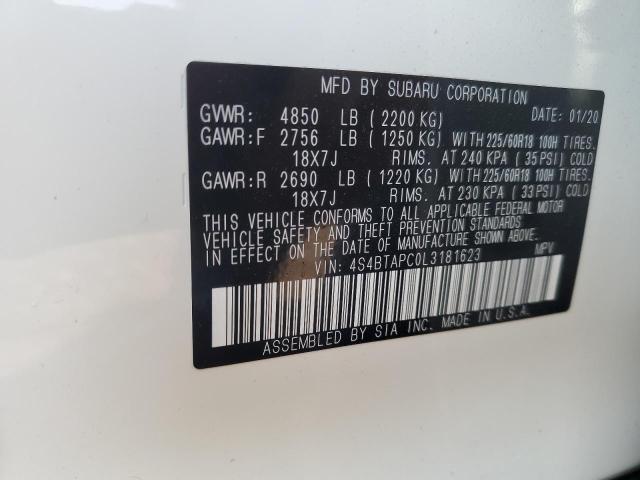 MFD BY SUBARU CORPORATION
GVWR: 4850 LB (2200 KG) DATE: 01/20
GAWR:F 2756 LB (1250 KG) WITH 225/60R18 100H TIRES.
18X7J RIMS. AT 240 KPA (35 PSI) COLD
GAWR:R 2690 LB (1220 KG) WITH 225/60R18 100H TIRES.
18X7J RIMS. AT 230 KPA (33 PSI) COLD
THIS VEHICLE CONFORMS TO ALL APPLICABLE FEDERAL MOTOR
VEHICLE SAFETY AND THEFT PREVENTION STANDARDS
IN EFFECT ON THE DATE OF MANUFACTURE SHOWN ABOVE.
VIN: 4S4BTAPC0L3181623 MPV
ASSEMBLED BY SIA INC. MADE IN U.S.A.